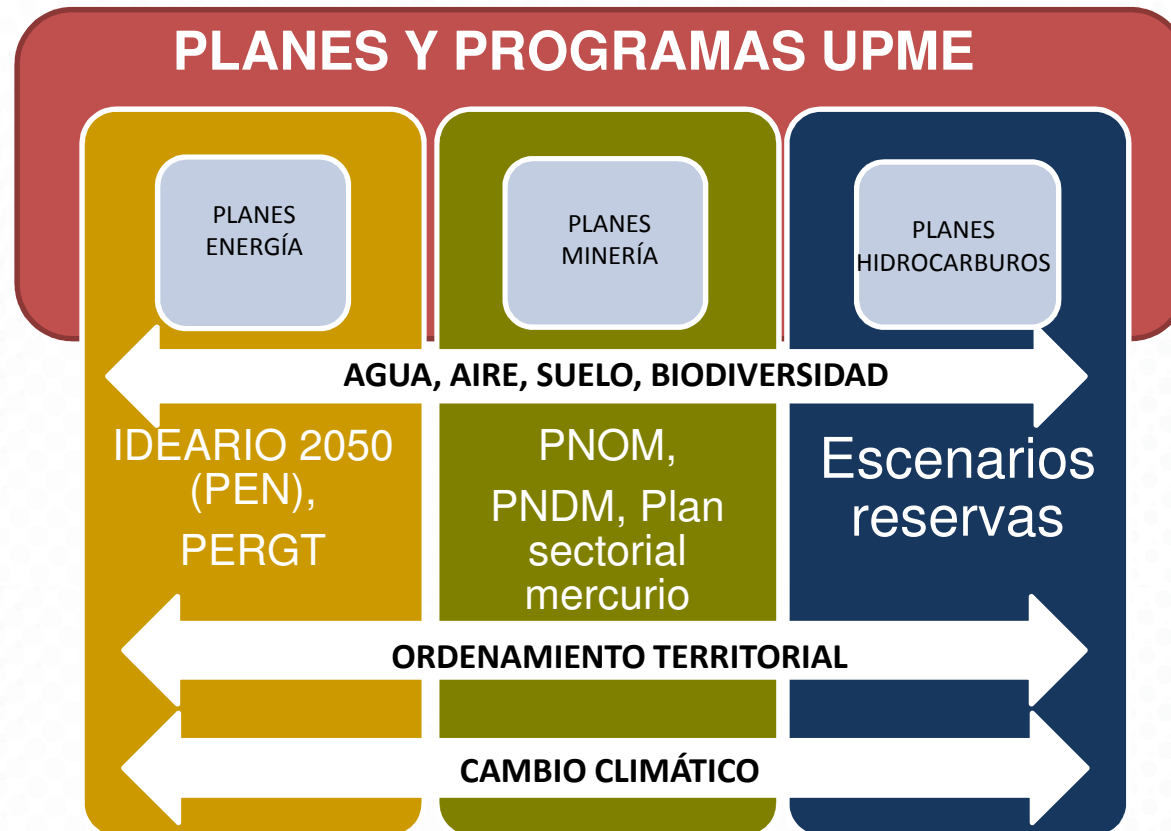 PLANES Y PROGRAMAS UPME
PLANES
ENERGÍA
PLANES
MINERÍA
PLANES
HIDROCARBUROS
AGUA, AIRE, SUELO, BIODIVERSIDAD
IDEARIO 2050
(PEN),
PERGT
PNOM,
PNDM, Plan
sectorial
mercurio
Escenarios
reservas
ORDENAMIENTO TERRITORIAL
CAMBIO CLIMÁTICO